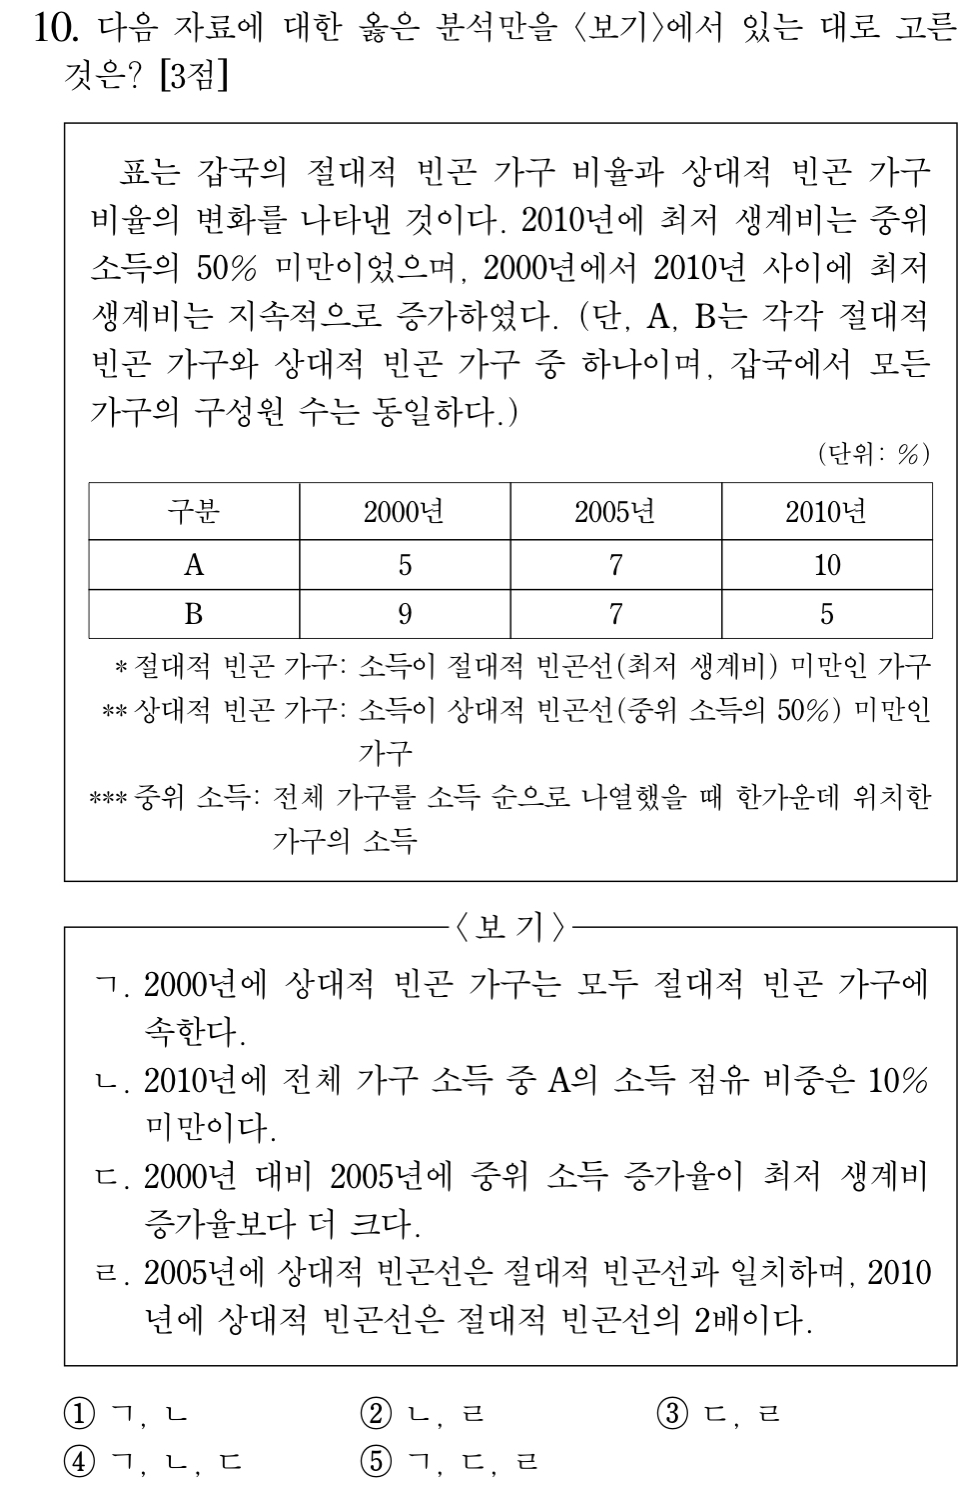 10. 다음 자료에 대한 옳은 분석만을 〈보기〉에서 있는 대로 고른
것은? [3점]
표는 갑국의 절대적 빈곤 가구 비율과 상대적 빈곤 가구
비율의 변화를 나타낸 것이다. 2010년에 최저 생계비는 중위
소득의 50% 미만이었으며, 2000년에서 2010년 사이에 최저
생계비는 지속적으로 증가하였다. (단, A, B는 각각 절대적
빈곤 가구와 상대적 빈곤 가구 중 하나이며, 갑국에서 모든
가구의 구성원 수는 동일하다.)
(단위: %)
구분 2000년 2005년 2010년
A 5 7 10
B 9 7 5
* 절대적 빈곤 가구: 소득이 절대적 빈곤선(최저 생계비) 미만인 가구
** 상대적 빈곤 가구: 소득이 상대적 빈곤선(중위 소득의 50%) 미만인
가구
*** 중위 소득: 전체 가구를 소득 순으로 나열했을 때 한가운데 위치한
가구의 소득
〈보기〉
ㄱ. 2000년에 상대적 빈곤 가구는 모두 절대적 빈곤 가구에
속한다.
ㄴ. 2010년에 전체 가구 소득 중 A의 소득 점유 비중은 10%
미만이다.
ㄷ. 2000년 대비 2005년에 중위 소득 증가율이 최저 생계비
증가율보다 더 크다.
ㄹ. 2005년에 상대적 빈곤선은 절대적 빈곤선과 일치하며, 2010
년에 상대적 빈곤선은 절대적 빈곤선의 2배이다.
① ㄱ, ㄴ ② ㄴ, ㄹ ③ ㄷ, ㄹ
④ ㄱ, ㄴ, ㄷ ⑤ ㄱ, ㄷ, ㄹ